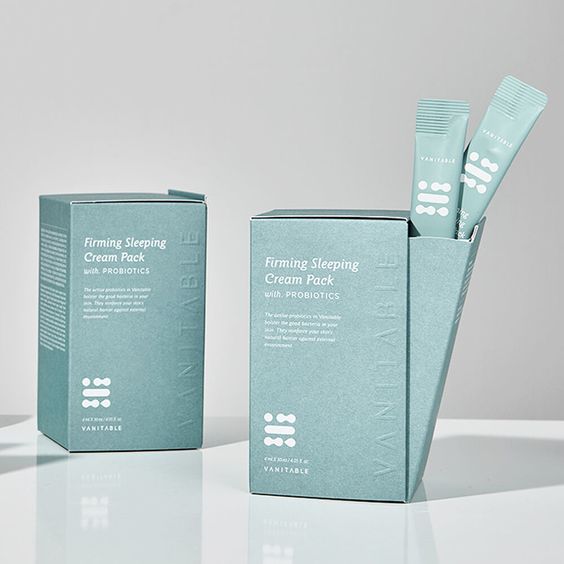 Firming Sleeping
Cream Pack
with. PROBIOTICS
The active probiotics in Vanitable
bolster the good bacteria in your
skin. They reinforce your skin's
natural barrier against external
environment.
VANITABLE
VANITABLE
Firming Sleeping
Cream Pack
with. PROBIOTICS
The active probiotics in Vanitable
bolster the good bacteria in your
skin. They reinforce your skin's
natural barrier against external
environment.
VANITABLE
VANITABLE
VANITABLE
VANITABLE